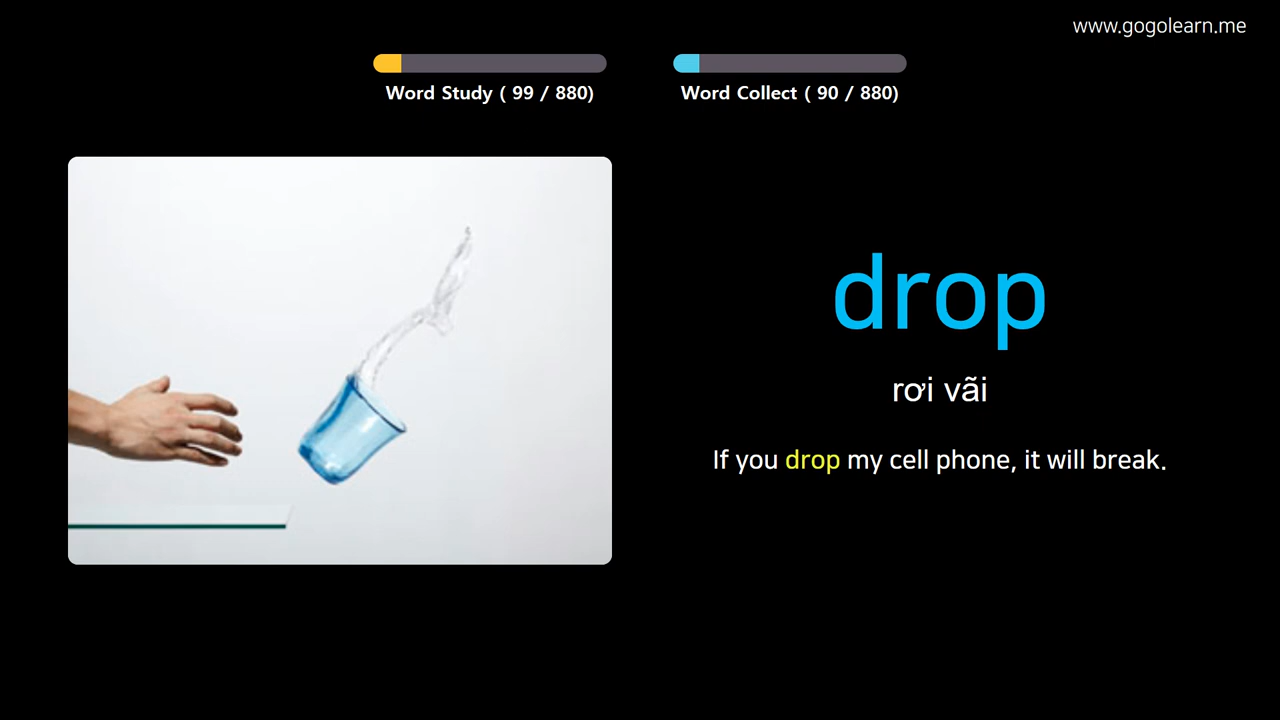 www.gogolearn.me
Word Study ( 99 / 880)
Word Collect ( 90 / 880)
drop
rơi vãi
If you drop my cell phone, it will break.